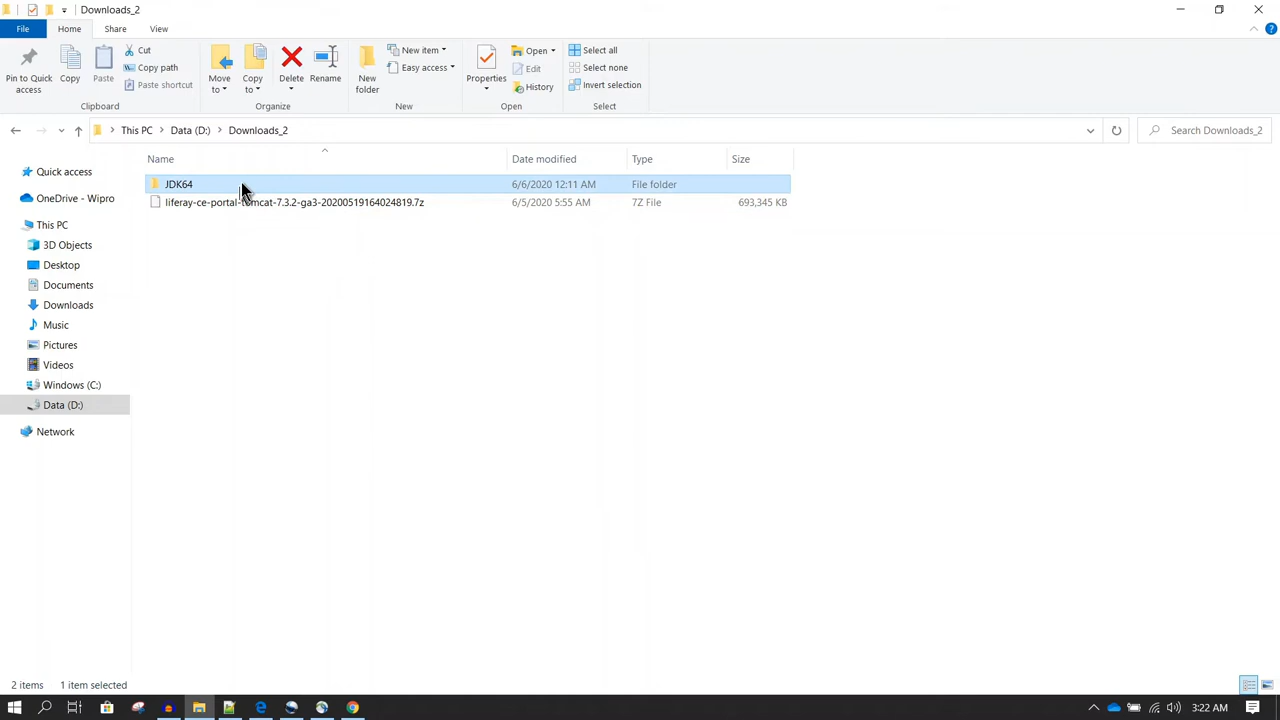 Downloads_2
File Home Share View
Pin to Quick access
Copy
Paste
Cut
Copy path
Paste shortcut
Clipboard
Move to
Copy to
Delete
Rename
Organize
New folder
New item
Easy access
New
Properties
Open
Edit
History
Open
Select all
Select none
Invert selection
Select
This PC > Data (D:) > Downloads_2
Search Downloads_2
Name Date modified Type Size
JDK64 6/6/2020 12:11 AM File folder
liferay-ce-portal-tomcat-7.3.2-ga3-20200519164024819.7z 6/5/2020 5:55 AM 7Z File 693,345 KB
Quick access
OneDrive - Wipro
This PC
3D Objects
Desktop
Documents
Downloads
Music
Pictures
Videos
Windows (C:)
Data (D:)
Network
2 items 1 item selected
3:22 AM